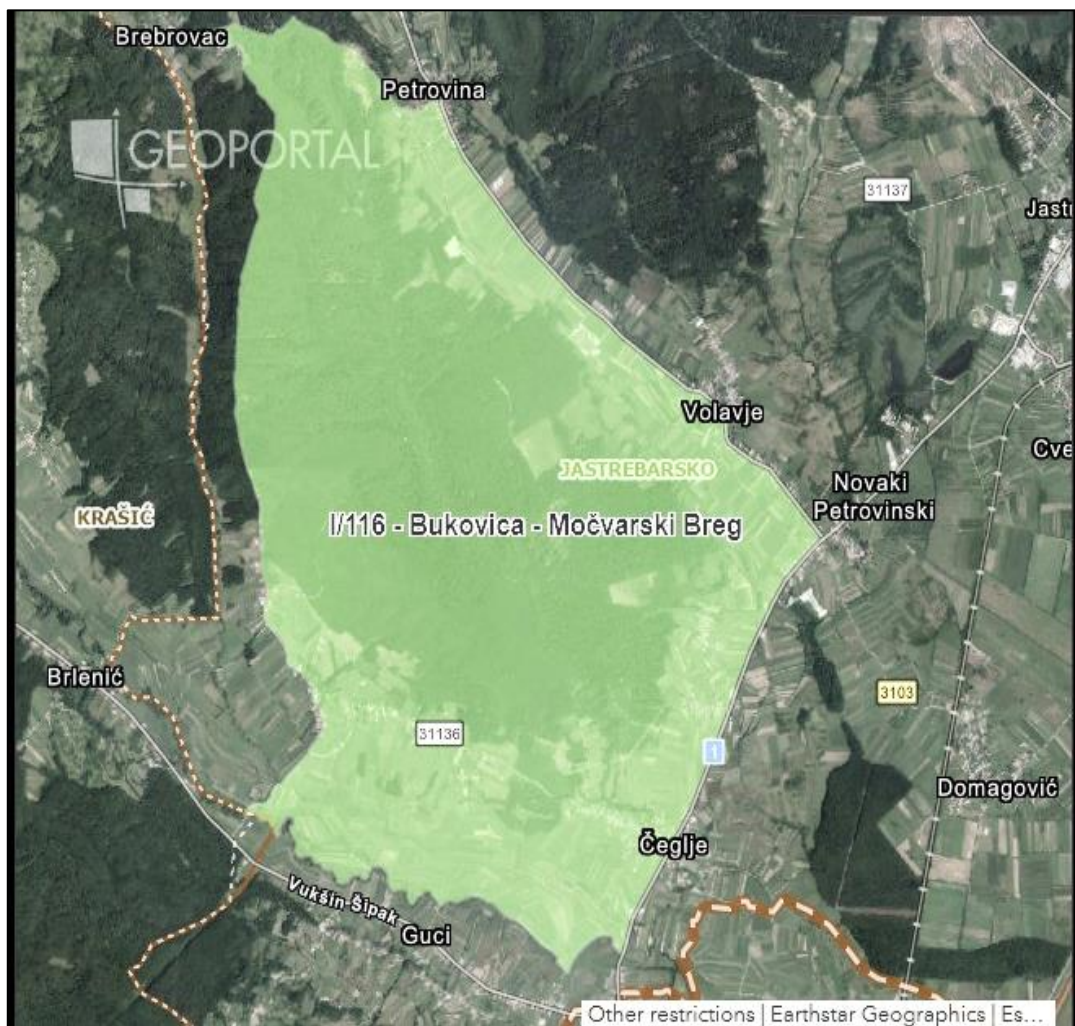 Brebrovac
Petrovina
GEOPORTAL
31137
Jast
Volavje
JASTREBARSKO
Cve
Novaki
Petrovinski
KRAŠIĆ
I/116 - Bukovica - Močvarski Breg
Brlenić
3103
31136
1
Domagović
Čeglje
Vukšin-Šipak
Guci
Other restrictions | Earthstar Geographics | Es...